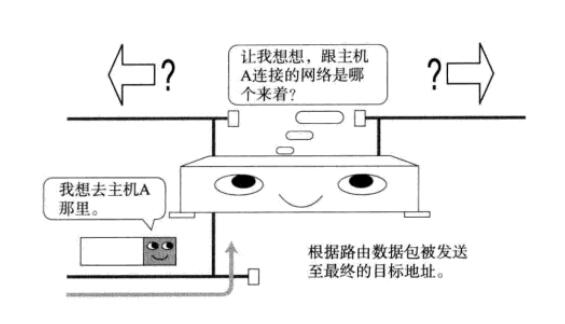 ?
让我想想，跟主机
A连接的网络是哪
个来着？
?
我想去主机A
那里。
根据路由数据包被发送
至最终的目标地址。